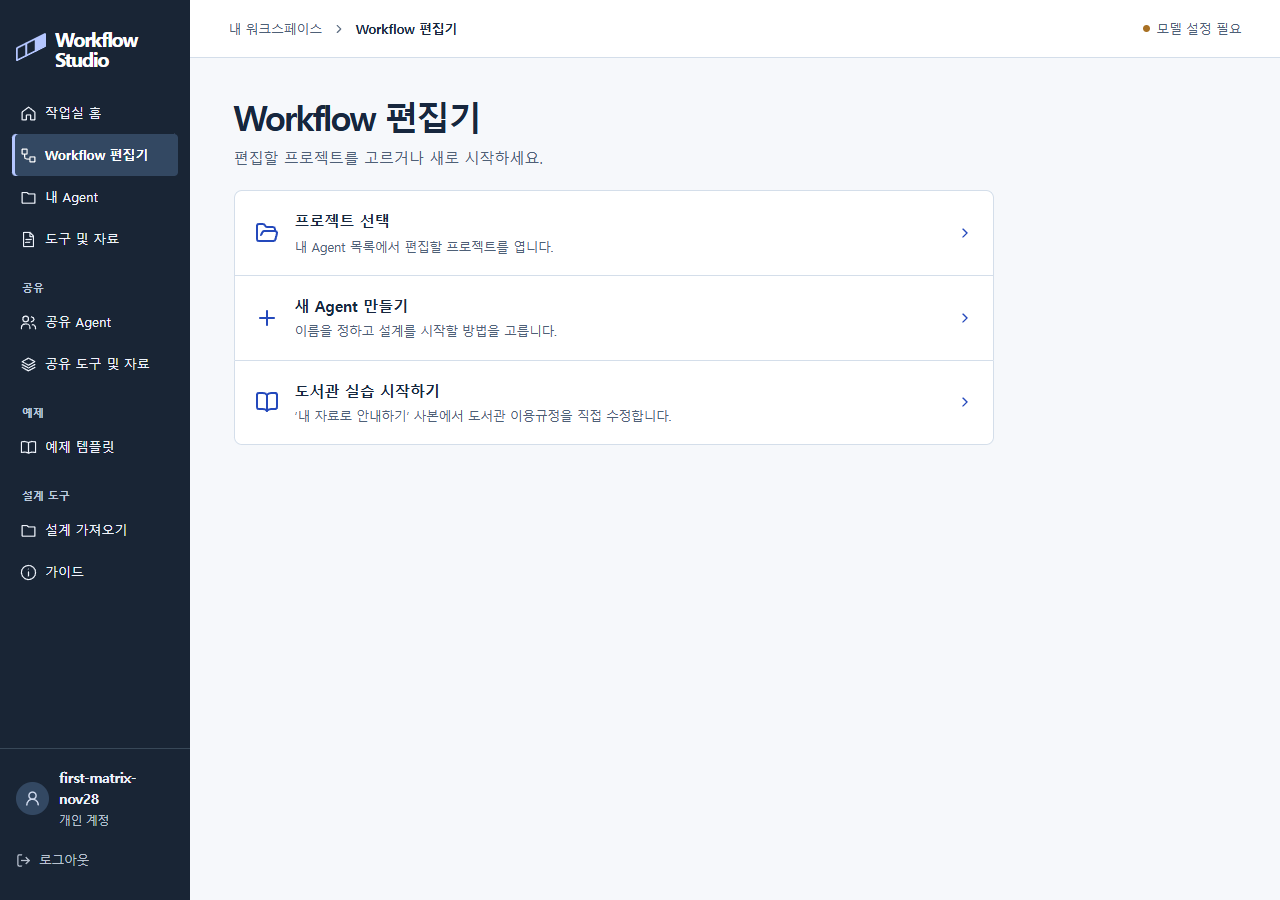 Workflow
Studio
작업실 홈
Workflow 편집기
내 Agent
도구 및 자료
공유
공유 Agent
공유 도구 및 자료
예제
예제 템플릿
설계 도구
설계 가져오기
가이드
first-matrix-
nov28
개인 계정
로그아웃
내 워크스페이스 > Workflow 편집기
모델 설정 필요
Workflow 편집기
편집할 프로젝트를 고르거나 새로 시작하세요.
프로젝트 선택
내 Agent 목록에서 편집할 프로젝트를 엽니다.
새 Agent 만들기
이름을 정하고 설계를 시작할 방법을 고릅니다.
도서관 실습 시작하기
‘내 자료로 안내하기’ 사본에서 도서관 이용규정을 직접 수정합니다.